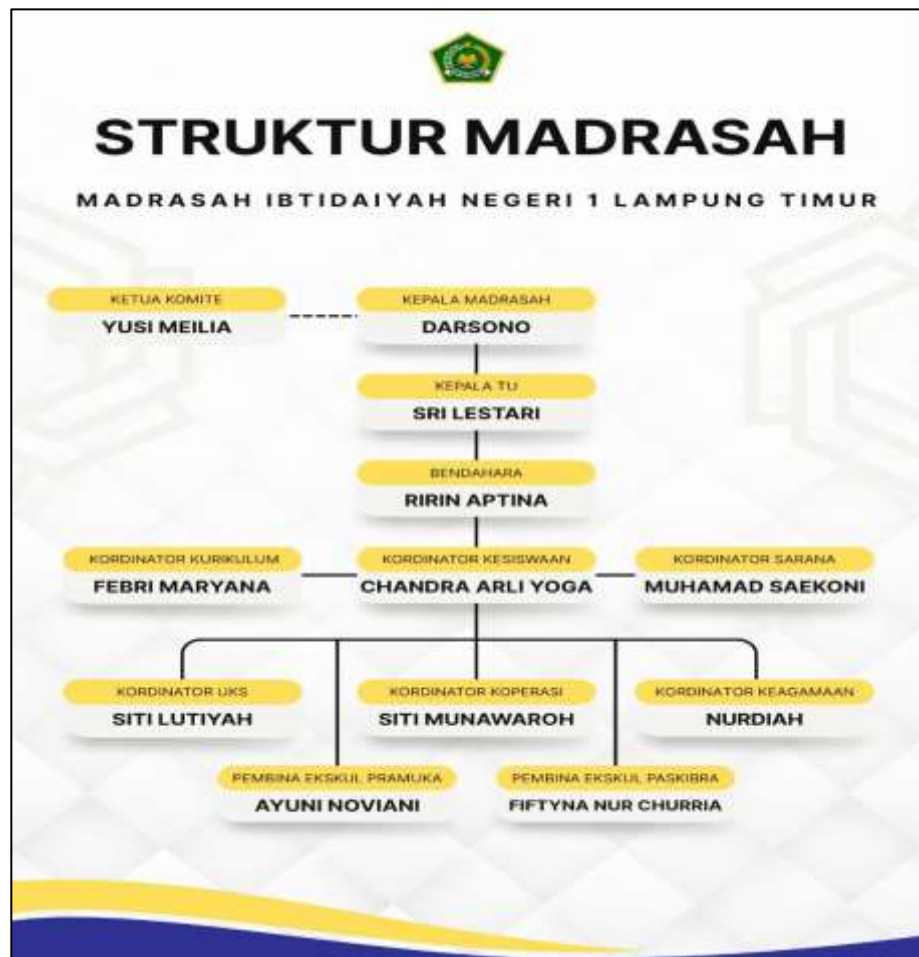 STRUKTUR MADRASAH
MADRASAH IBTIDAIYAH NEGERI 1 LAMPUNG TIMUR
KETUA KOMITE
YUSI MEILIA
KEPALA MADRASAH
DARSONO
KEPALA TU
SRI LESTARI
BENDAHARA
RIRIN APTINA
KORDINATOR KURIKULUM
FEBRI MARYANA
KORDINATOR KESISWAAN
CHANDRA ARLI YOGA
KORDINATOR SARANA
MUHAMAD SAEKONI
KORDINATOR UKS
SITI LUTIYAH
KORDINATOR KOPERASI
SITI MUNAWAROH
KORDINATOR KEAGAMAAN
NURDIAH
PEMBINA EKSKUL PRAMUKA
AYUNI NOVIANI
PEMBINA EKSKUL PASKIBRA
FIFTYNA NUR CHURRIA